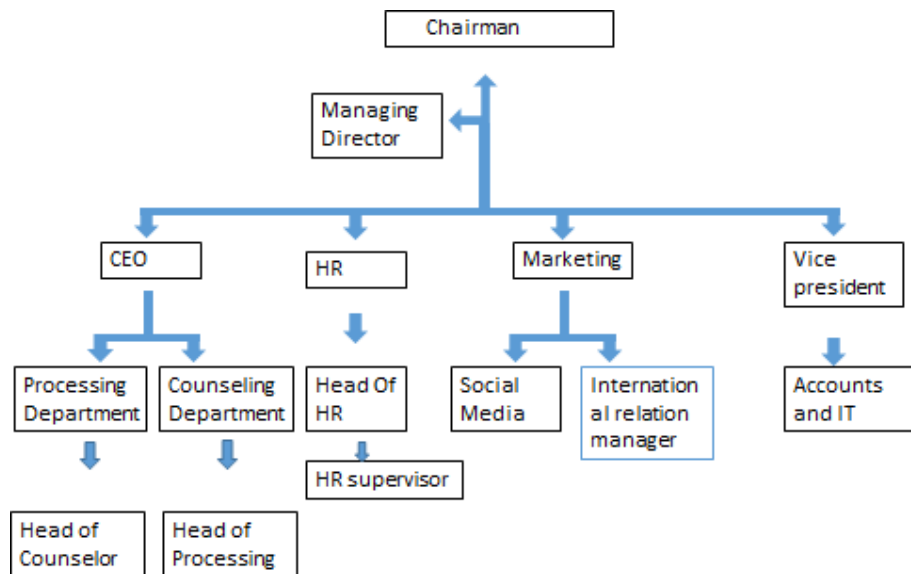 Chairman
Managing
Director
CEO
HR
Marketing
Vice
president
Processing
Department
Counseling
Department
Head Of
HR
Social
Media
Internation
al relation
manager
Accounts
and IT
HR supervisor
Head of
Counselor
Head of
Processing